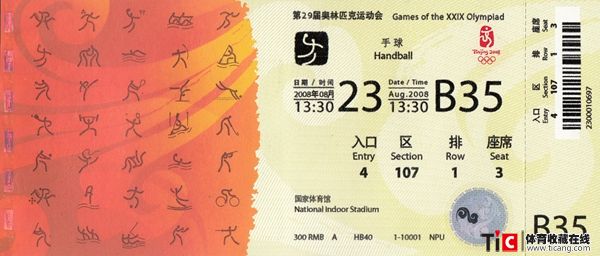 第29届奥林匹克运动会 Games of the XXIX Olympiad
手球
Handball
Beijing 2008
日期 / 时间 Date / Time
2008年08月 23 Aug.2008 B35
13:30 13:30
入口 区 排 座席
Entry Section Row Seat
4 107 1 3
国家体育馆
National Indoor Stadium
300 RMB A HB40 1-10001 NPU
座席 Seat 3
排 Row 1
区 Section 107
入口 Entry 4
23000010697
B35
TiC 体育收藏在线
www.ticang.com